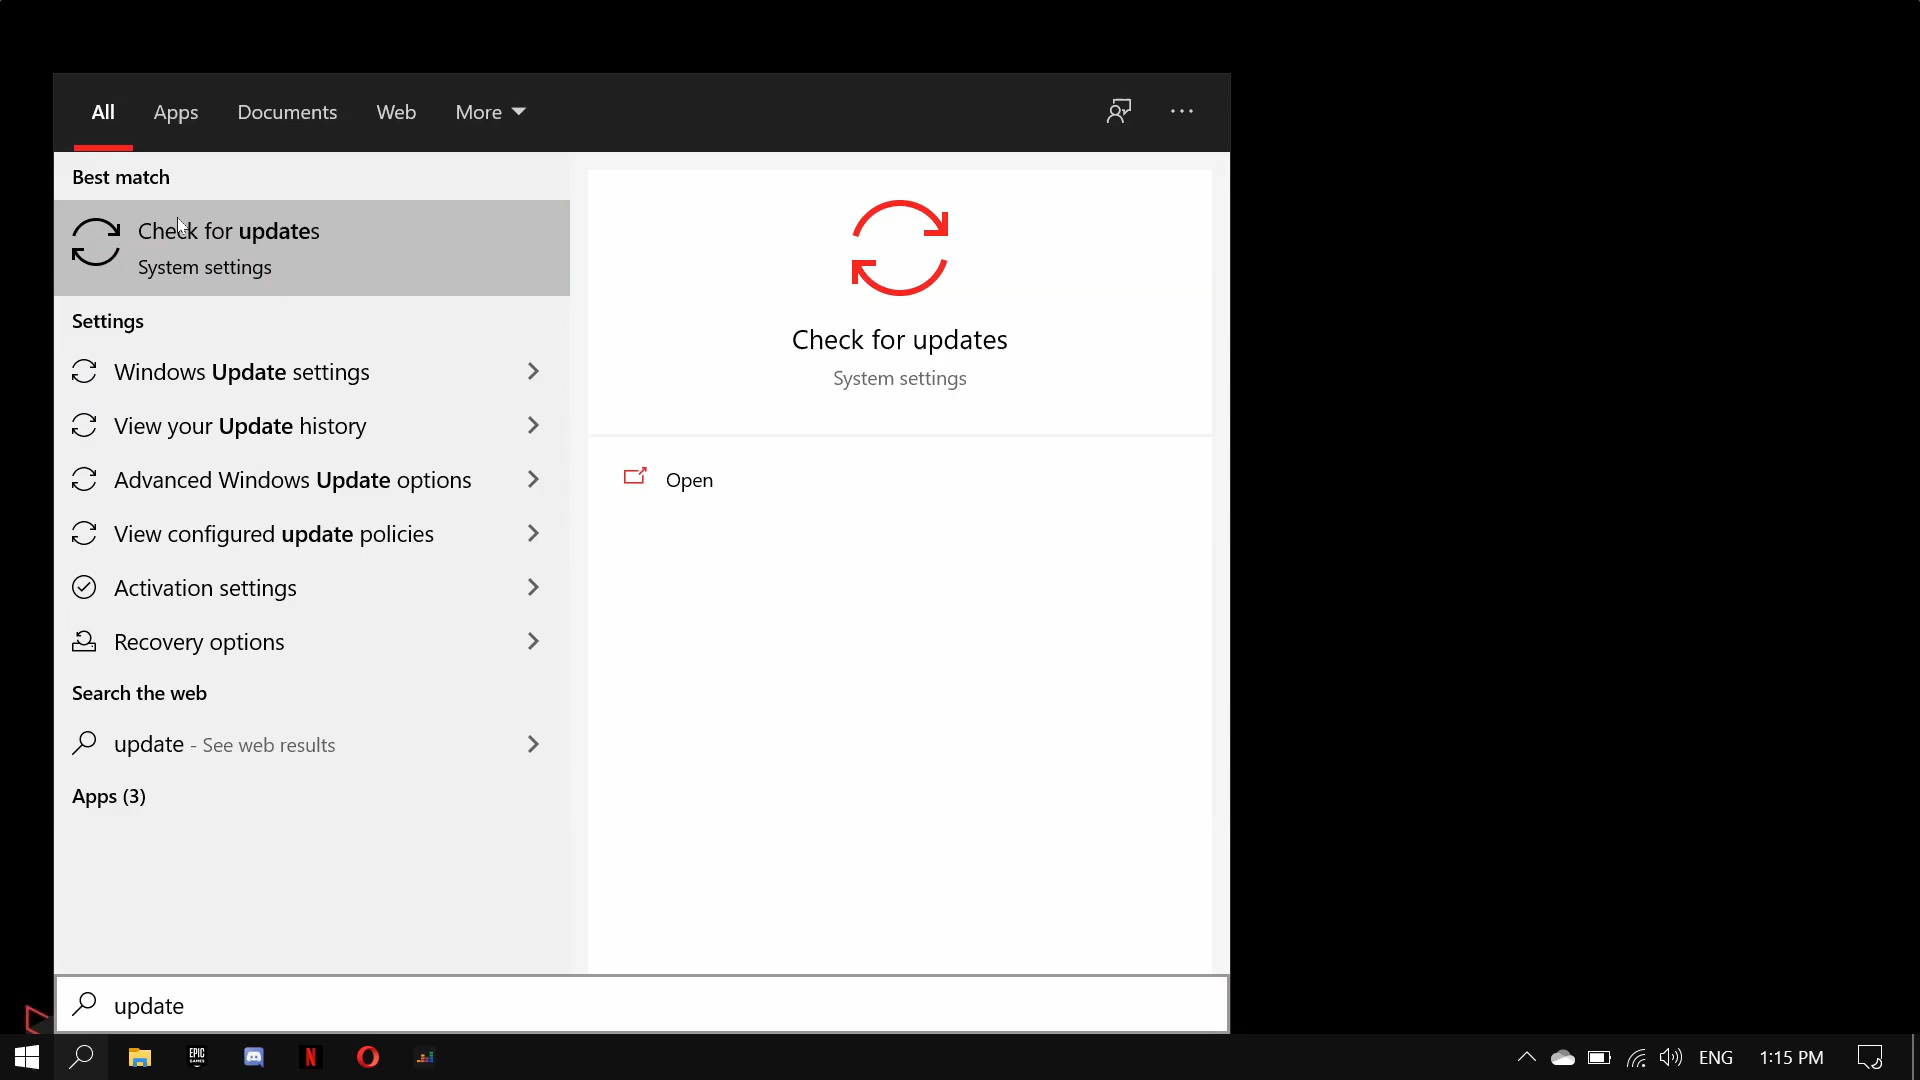 All Apps Documents Web More
Best match
Check for updates
System settings
Settings
Windows Update settings
View your Update history
Advanced Windows Update options
View configured update policies
Activation settings
Recovery options
Search the web
update - See web results
Apps (3)
Check for updates
System settings
Open
update
EPIC GAMES
N
ENG 1:15 PM